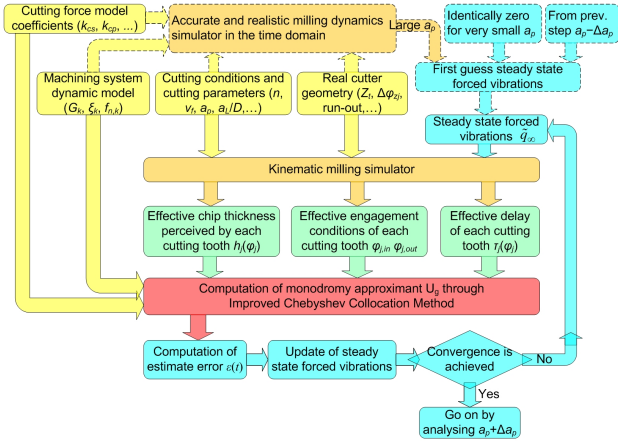 Cutting force model
coefficients (kcs, kcp, ...)
Accurate and realistic milling dynamics
simulator in the time domain
Large ap
Identically zero
for very small ap
From prev.
step ap−Δap
First guess steady state
forced vibrations
Machining system
dynamic model
(Gk, ξk, fn,k)
Cutting conditions and
cutting parameters (n,
vf, ap, aL/D,…)
Real cutter
geometry (Zt, Δφzj,
run-out,…)
Steady state forced
vibrations q̃∞
Kinematic milling simulator
Effective chip thickness
perceived by each
cutting tooth hj(φj)
Effective engagement
conditions of each
cutting tooth φj,in φj,out
Effective delay
of each cutting
tooth τj(φj)
Computation of monodromy approximant Ug through
Improved Chebyshev Collocation Method
Computation of
estimate error ε(t)
Update of steady
state forced vibrations
Convergence is
achieved
No
Yes
Go on by
analysing ap+Δap